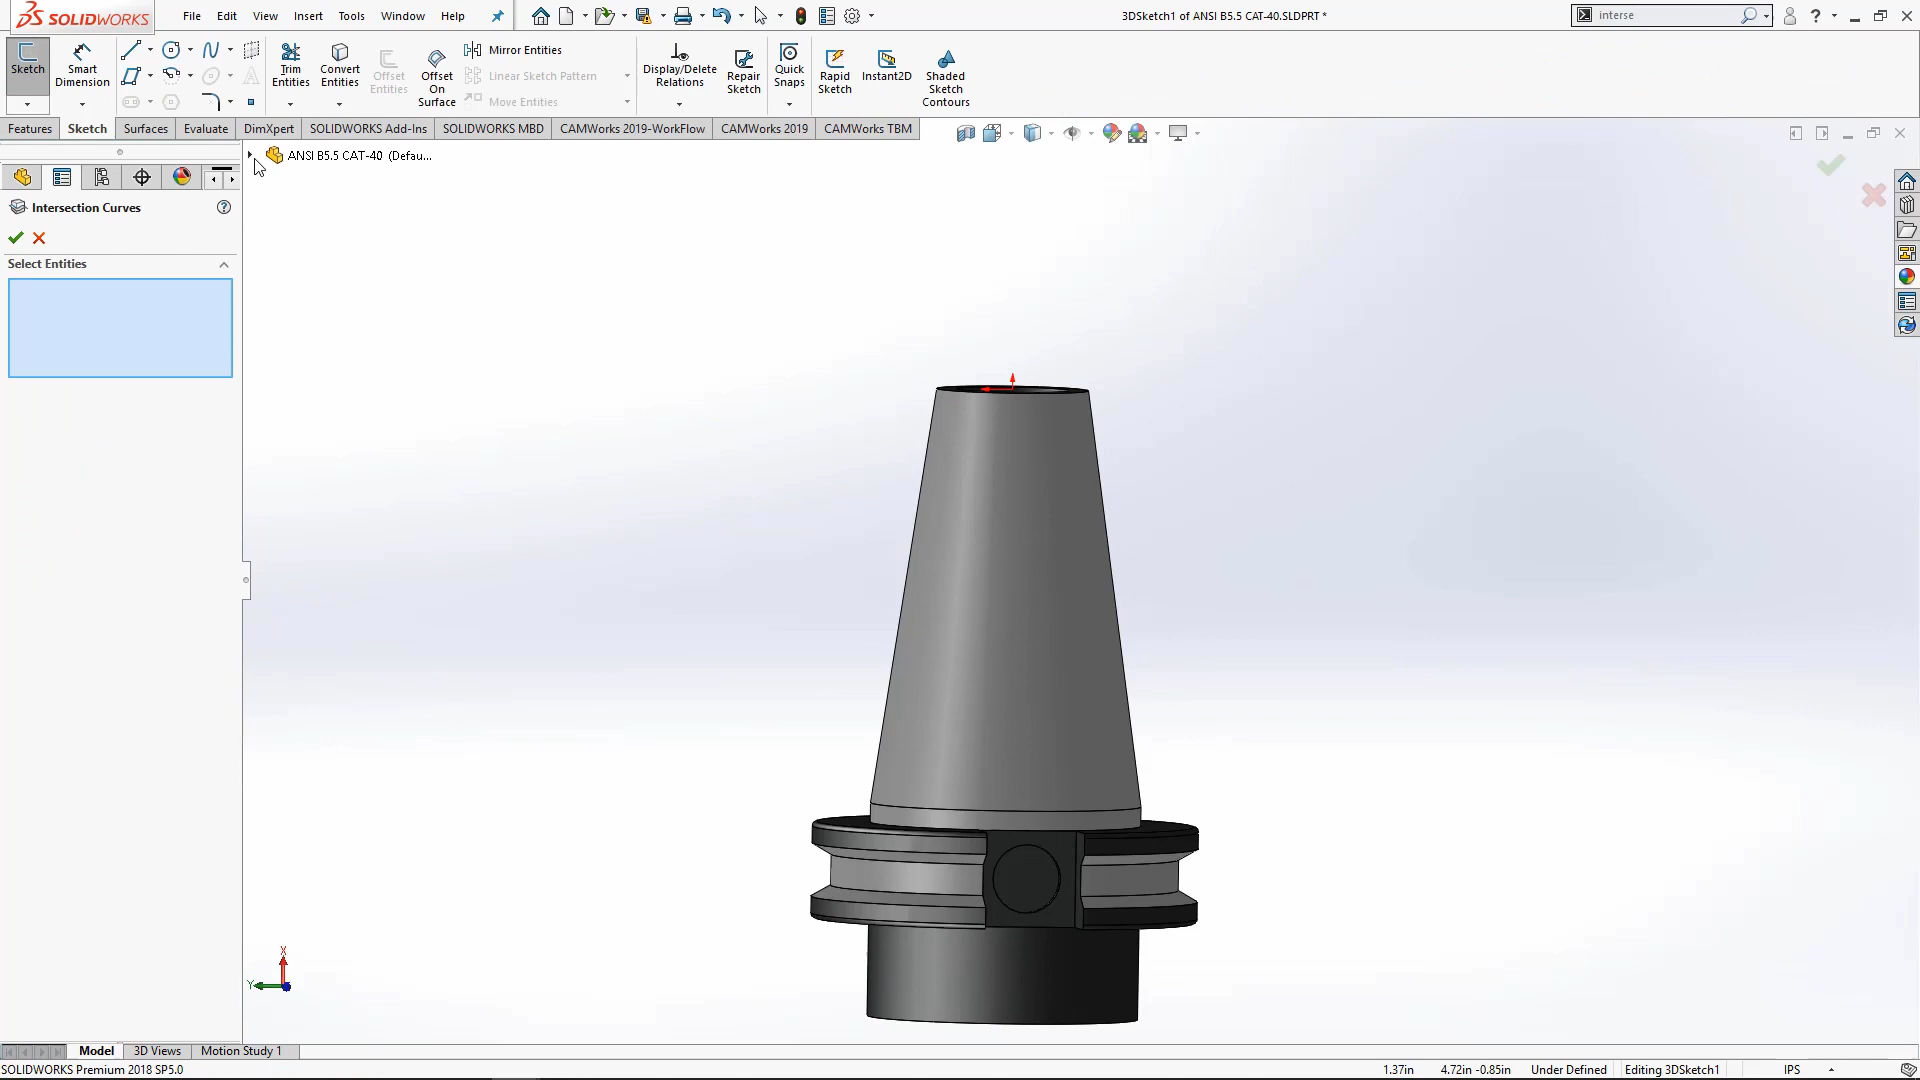 SOLIDWORKS
File Edit View Insert Tools Window Help
3DSketch1 of ANSI B5.5 CAT-40.SLDPRT *
interse
Sketch
Smart Dimension
Trim Entities
Convert Entities
Offset Entities
Offset On Surface
Mirror Entities
Linear Sketch Pattern
Move Entities
Display/Delete Relations
Repair Sketch
Quick Snaps
Rapid Sketch
Instant2D
Shaded Sketch Contours
Features Sketch Surfaces Evaluate DimXpert SOLIDWORKS Add-Ins SOLIDWORKS MBD CAMWorks 2019-WorkFlow CAMWorks 2019 CAMWorks TBM
ANSI B5.5 CAT-40 (Defau...
Intersection Curves
Select Entities
X
Y
Model 3D Views Motion Study 1
SOLIDWORKS Premium 2018 SP5.0
1.37in 4.72in -0.85in Under Defined Editing 3DSketch1 IPS